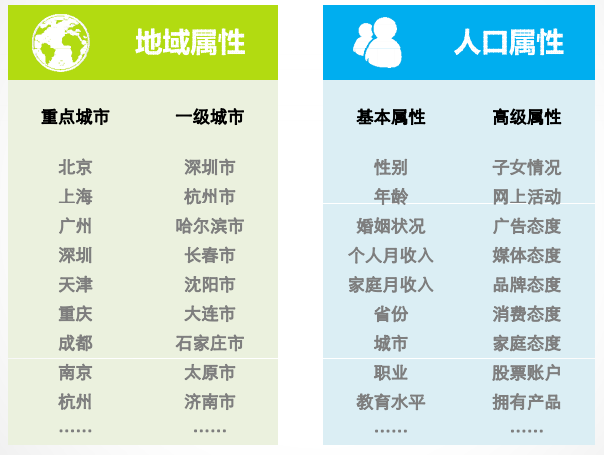 地域属性
重点城市 一级城市
北京 深圳市
上海 杭州市
广州 哈尔滨市
深圳 长春市
天津 沈阳市
重庆 大连市
成都 石家庄市
南京 太原市
杭州 济南市
...... ......
人口属性
基本属性 高级属性
性别 子女情况
年龄 网上活动
婚姻状况 广告态度
个人月收入 媒体态度
家庭月收入 品牌态度
省份 消费态度
城市 家庭态度
职业 股票账户
教育水平 拥有产品
...... ......